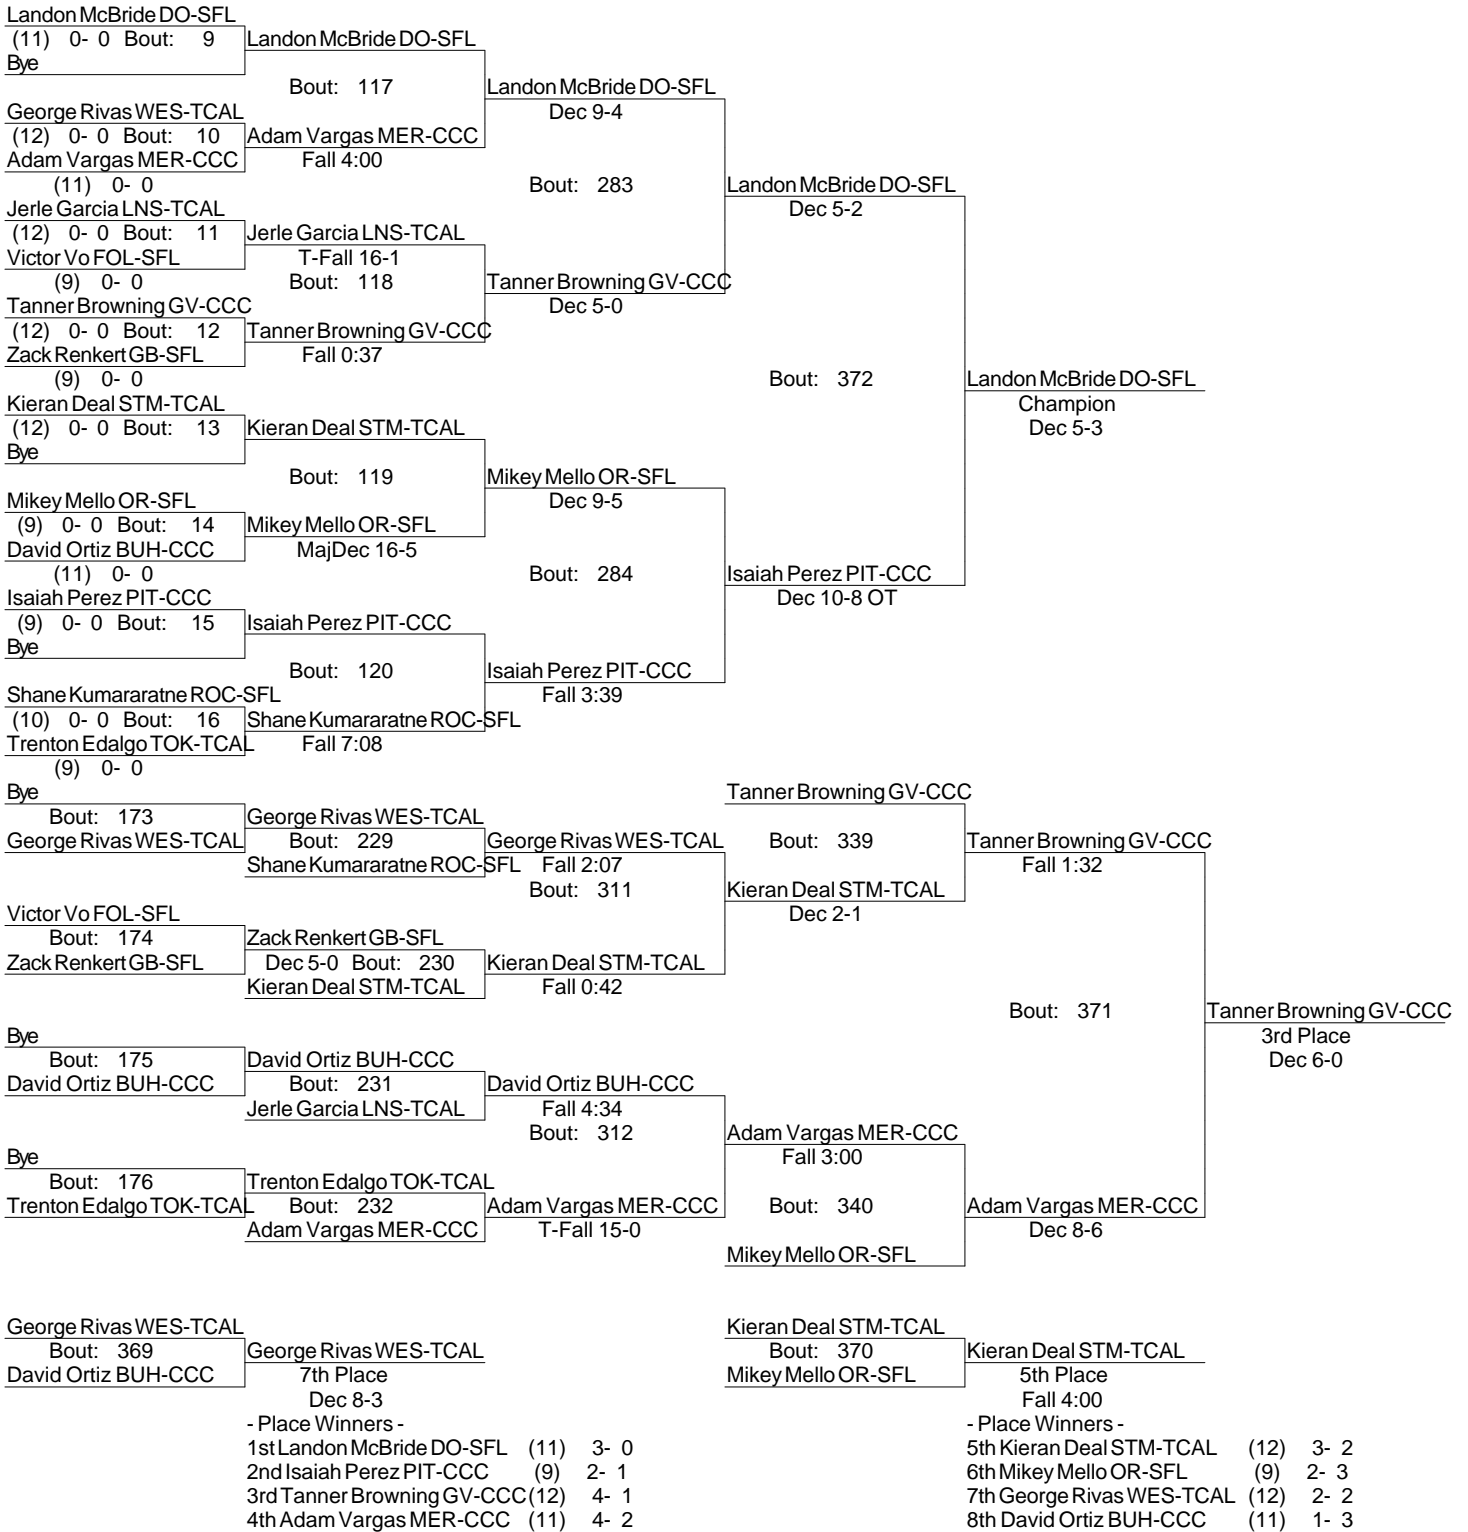 Landon McBride DO-SFL
(11) 0- 0 Bout: 9 Landon McBride DO-SFL
Bye
Bout: 117 Landon McBride DO-SFL
George Rivas WES-TCAL Dec 9-4
(12) 0- 0 Bout: 10 Adam Vargas MER-CCC
Adam Vargas MER-CCC Fall 4:00
(11) 0- 0 Bout: 283 Landon McBride DO-SFL
Jerle Garcia LNS-TCAL Dec 5-2
(12) 0- 0 Bout: 11 Jerle Garcia LNS-TCAL
Victor Vo FOL-SFL T-Fall 16-1
(9) 0- 0 Bout: 118 Tanner Browning GV-CCC
Tanner Browning GV-CCC Dec 5-0
(12) 0- 0 Bout: 12 Tanner Browning GV-CCC
Zack Renkert GB-SFL Fall 0:37
(9) 0- 0 Bout: 372 Landon McBride DO-SFL
Kieran Deal STM-TCAL Champion
(12) 0- 0 Bout: 13 Kieran Deal STM-TCAL Dec 5-3
Bye
Bout: 119 Mikey Mello OR-SFL
Mikey Mello OR-SFL Dec 9-5
(9) 0- 0 Bout: 14 Mikey Mello OR-SFL
David Ortiz BUH-CCC MajDec 16-5
(11) 0- 0 Bout: 284 Isaiah Perez PIT-CCC
Isaiah Perez PIT-CCC Dec 10-8 OT
(9) 0- 0 Bout: 15 Isaiah Perez PIT-CCC
Bye
Bout: 120 Isaiah Perez PIT-CCC
Shane Kumararatne ROC-SFL Fall 3:39
(10) 0- 0 Bout: 16 Shane Kumararatne ROC-SFL
Trenton Edalgo TOK-TCAL Fall 7:08
(9) 0- 0
Bye Tanner Browning GV-CCC
Bout: 173 George Rivas WES-TCAL
George Rivas WES-TCAL Bout: 229 George Rivas WES-TCAL Bout: 339 Tanner Browning GV-CCC
Shane Kumararatne ROC-SFL Fall 2:07 Fall 1:32
Bout: 311 Kieran Deal STM-TCAL
Victor Vo FOL-SFL Dec 2-1
Bout: 174 Zack Renkert GB-SFL
Zack Renkert GB-SFL Dec 5-0 Bout: 230 Kieran Deal STM-TCAL
Kieran Deal STM-TCAL Fall 0:42
Bout: 371 Tanner Browning GV-CCC
Bye 3rd Place
Bout: 175 David Ortiz BUH-CCC Dec 6-0
David Ortiz BUH-CCC Bout: 231 David Ortiz BUH-CCC
Jerle Garcia LNS-TCAL Fall 4:34
Bout: 312 Adam Vargas MER-CCC
Bye Fall 3:00
Bout: 176 Trenton Edalgo TOK-TCAL
Trenton Edalgo TOK-TCAL Bout: 232 Adam Vargas MER-CCC Bout: 340 Adam Vargas MER-CCC
Adam Vargas MER-CCC T-Fall 15-0 Dec 8-6
Mikey Mello OR-SFL
George Rivas WES-TCAL Kieran Deal STM-TCAL
Bout: 369 George Rivas WES-TCAL Bout: 370 Kieran Deal STM-TCAL
David Ortiz BUH-CCC 7th Place Mikey Mello OR-SFL 5th Place
Dec 8-3 Fall 4:00
- Place Winners - - Place Winners -
1st Landon McBride DO-SFL (11) 3- 0 5th Kieran Deal STM-TCAL (12) 3- 2
2nd Isaiah Perez PIT-CCC (9) 2- 1 6th Mikey Mello OR-SFL (9) 2- 3
3rd Tanner Browning GV-CCC (12) 4- 1 7th George Rivas WES-TCAL (12) 2- 2
4th Adam Vargas MER-CCC (11) 4- 2 8th David Ortiz BUH-CCC (11) 1- 3